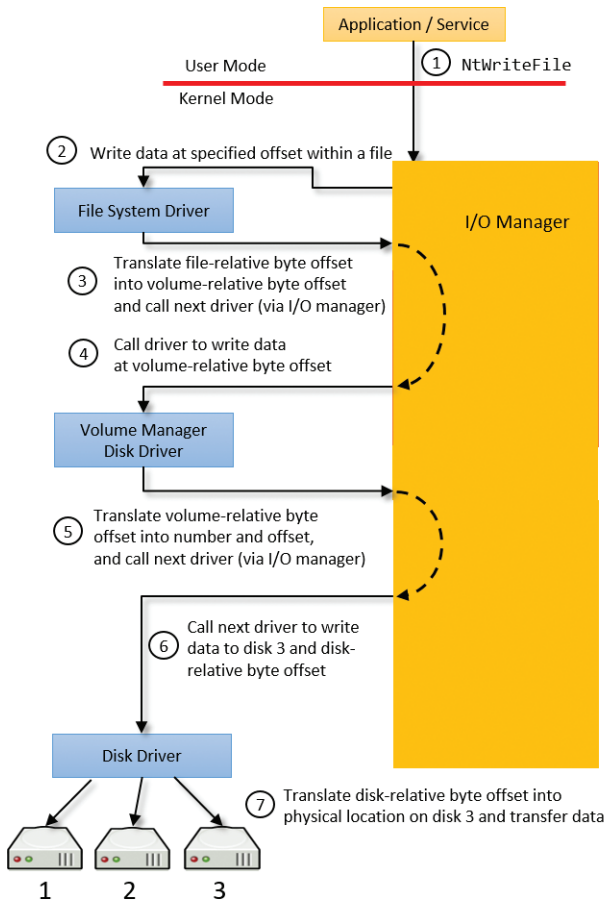 Application / Service
1 NtWriteFile
User Mode
Kernel Mode
2 Write data at specified offset within a file
File System Driver
I/O Manager
3 Translate file-relative byte offset
into volume-relative byte offset
and call next driver (via I/O manager)
4 Call driver to write data
at volume-relative byte offset
Volume Manager
Disk Driver
5 Translate volume-relative byte
offset into number and offset,
and call next driver (via I/O manager)
6 Call next driver to write
data to disk 3 and disk-
relative byte offset
Disk Driver
7 Translate disk-relative byte offset into
physical location on disk 3 and transfer data
1 2 3